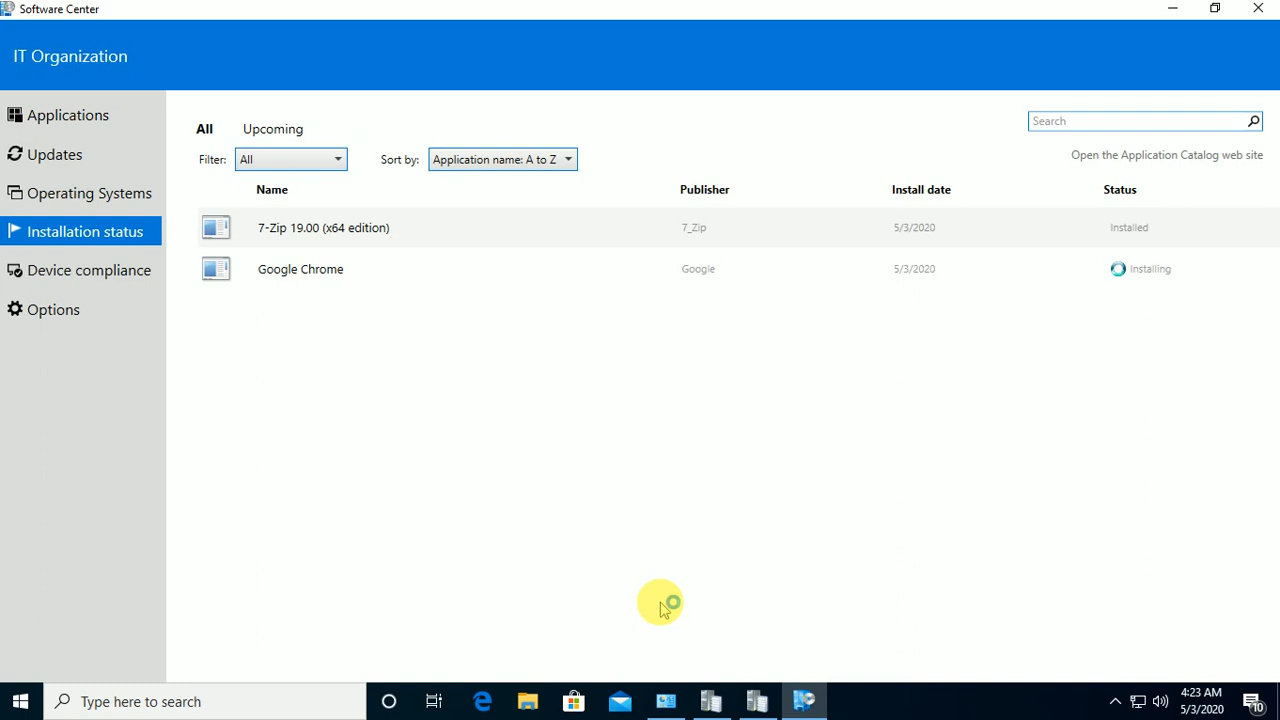 Software Center
IT Organization
Applications
Updates
Operating Systems
Installation status
Device compliance
Options
All Upcoming
Search
Filter: All Sort by: Application name: A to Z
Open the Application Catalog web site
Name Publisher Install date Status
7-Zip 19.00 (x64 edition) 7_Zip 5/3/2020 Installed
Google Chrome Google 5/3/2020 Installing
Type here to search
4:23 AM
5/3/2020
10